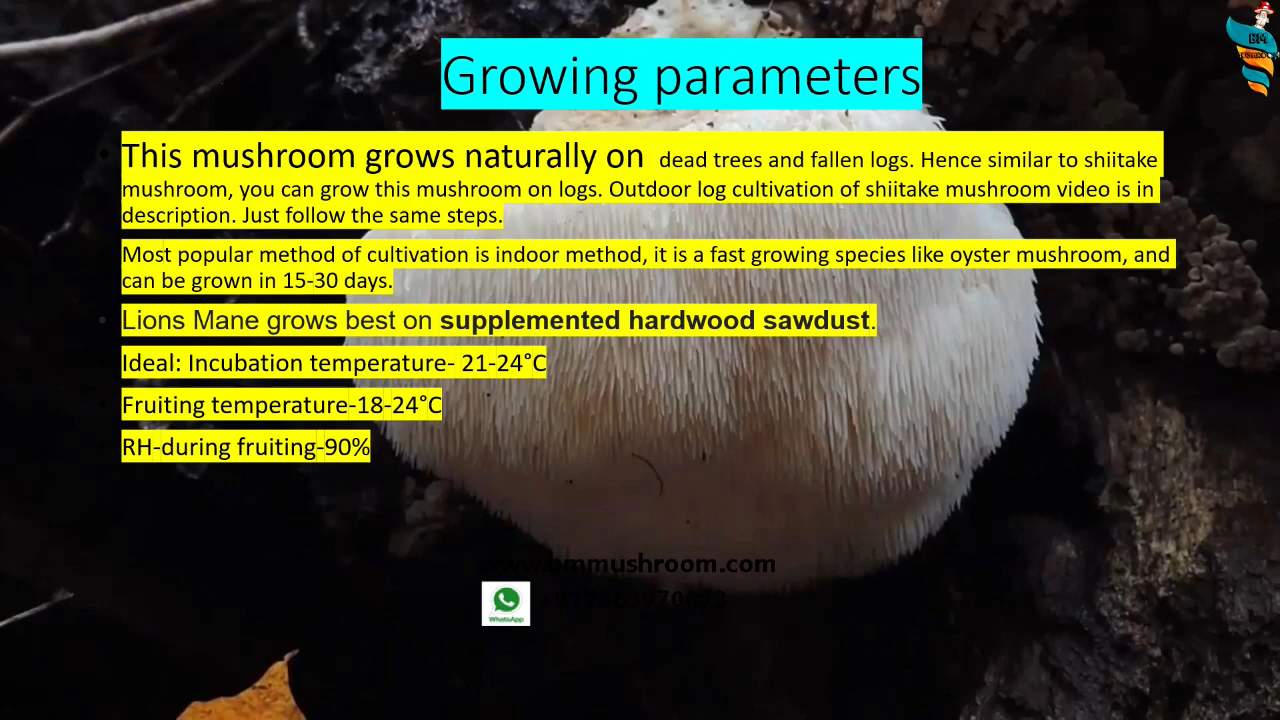 Growing parameters
This mushroom grows naturally on dead trees and fallen logs. Hence similar to shiitake
mushroom, you can grow this mushroom on logs. Outdoor log cultivation of shiitake mushroom video is in
description. Just follow the same steps.
Most popular method of cultivation is indoor method, it is a fast growing species like oyster mushroom, and
can be grown in 15-30 days.
Lions Mane grows best on supplemented hardwood sawdust.
Ideal: Incubation temperature- 21-24°C
Fruiting temperature-18-24°C
RH-during fruiting-90%
WhatsApp